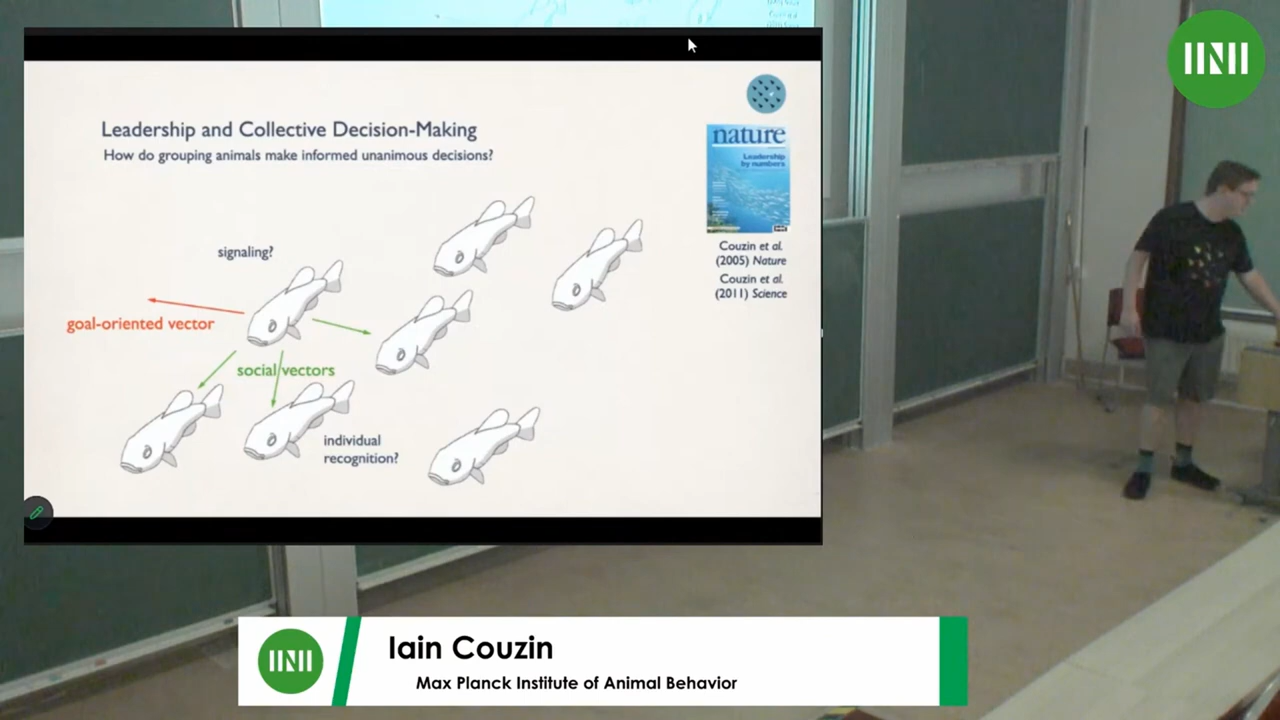 Leadership and Collective Decision-Making
How do grouping animals make informed unanimous decisions?
nature
Leadership
by numbers
Couzin et al.
(2005) Nature
Couzin et al.
(2011) Science
signaling?
goal-oriented vector
social vectors
individual
recognition?
Iain Couzin
Max Planck Institute of Animal Behavior